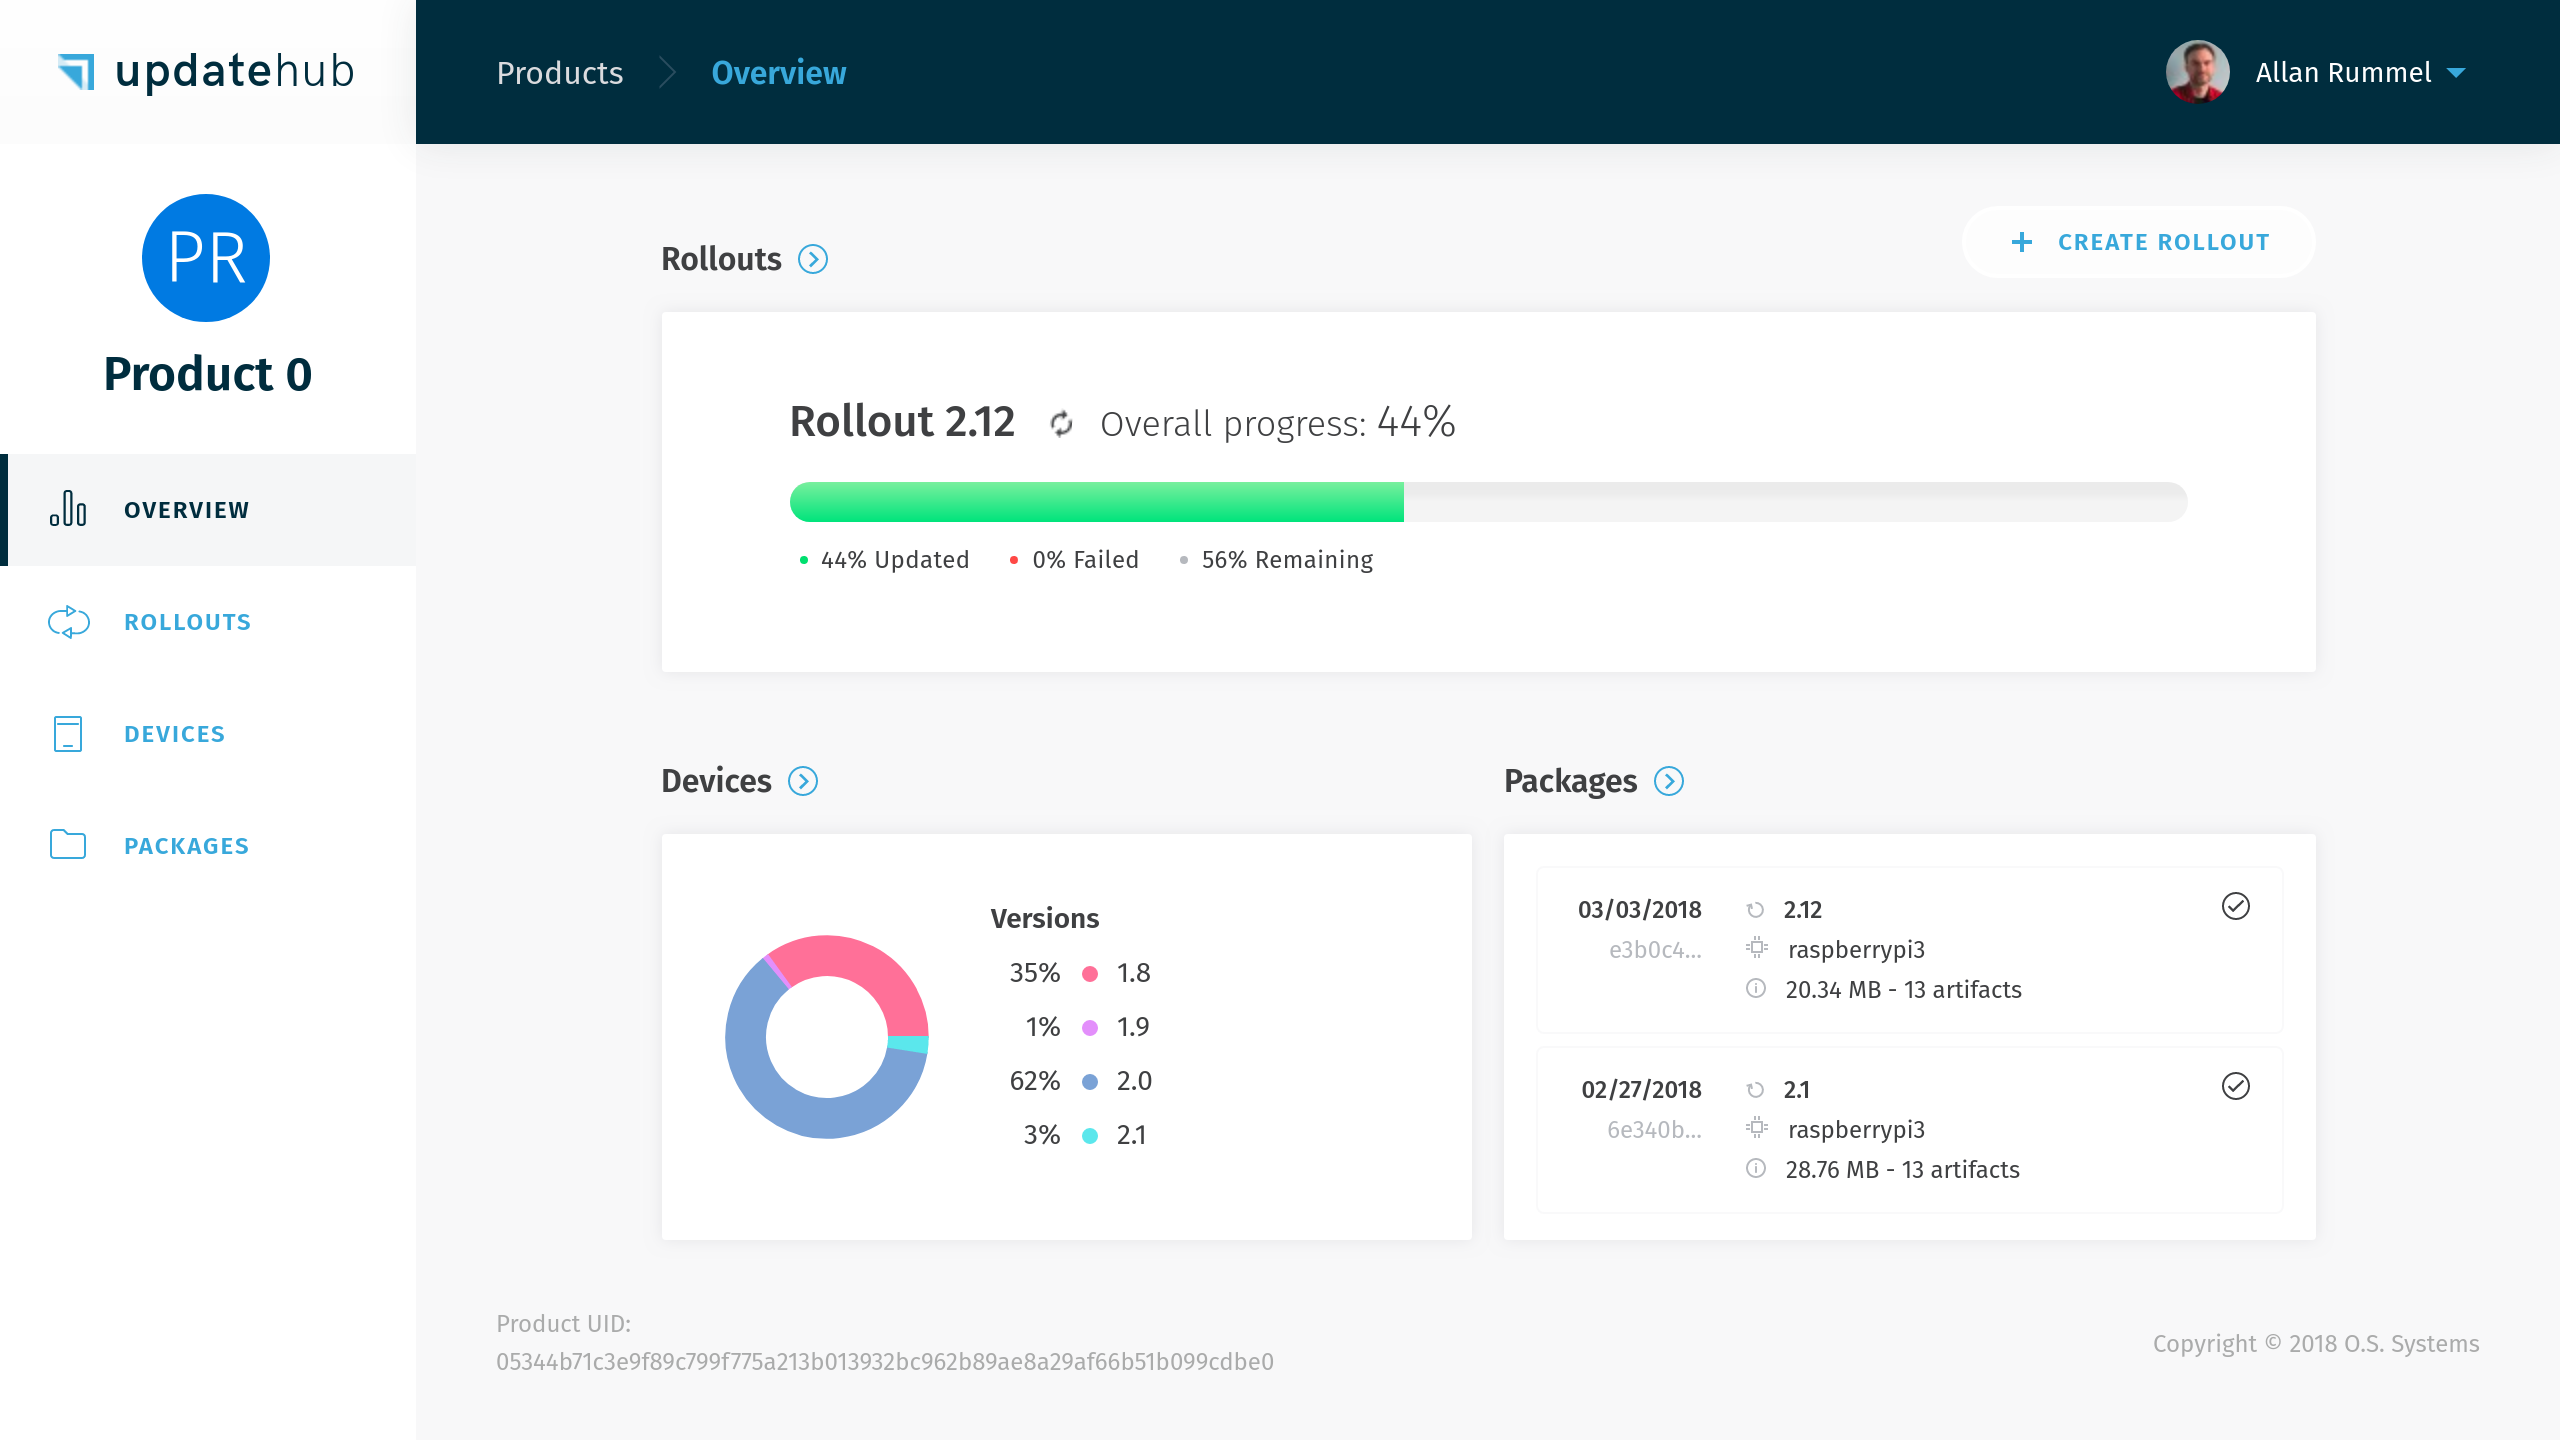 updatehub
Products Overview
Allan Rummel
PR
Product 0
OVERVIEW
ROLLOUTS
DEVICES
PACKAGES
Rollouts
+ CREATE ROLLOUT
Rollout 2.12 Overall progress: 44%
44% Updated 0% Failed 56% Remaining
Devices
Versions
35% 1.8
1% 1.9
62% 2.0
3% 2.1
Packages
03/03/2018 2.12
e3b0c4... raspberrypi3
20.34 MB - 13 artifacts
02/27/2018 2.1
6e340b... raspberrypi3
28.76 MB - 13 artifacts
Product UID:
05344b71c3e9f89c799f775a213b013932bc962b89ae8a29af66b51b099cdbe0
Copyright © 2018 O.S. Systems